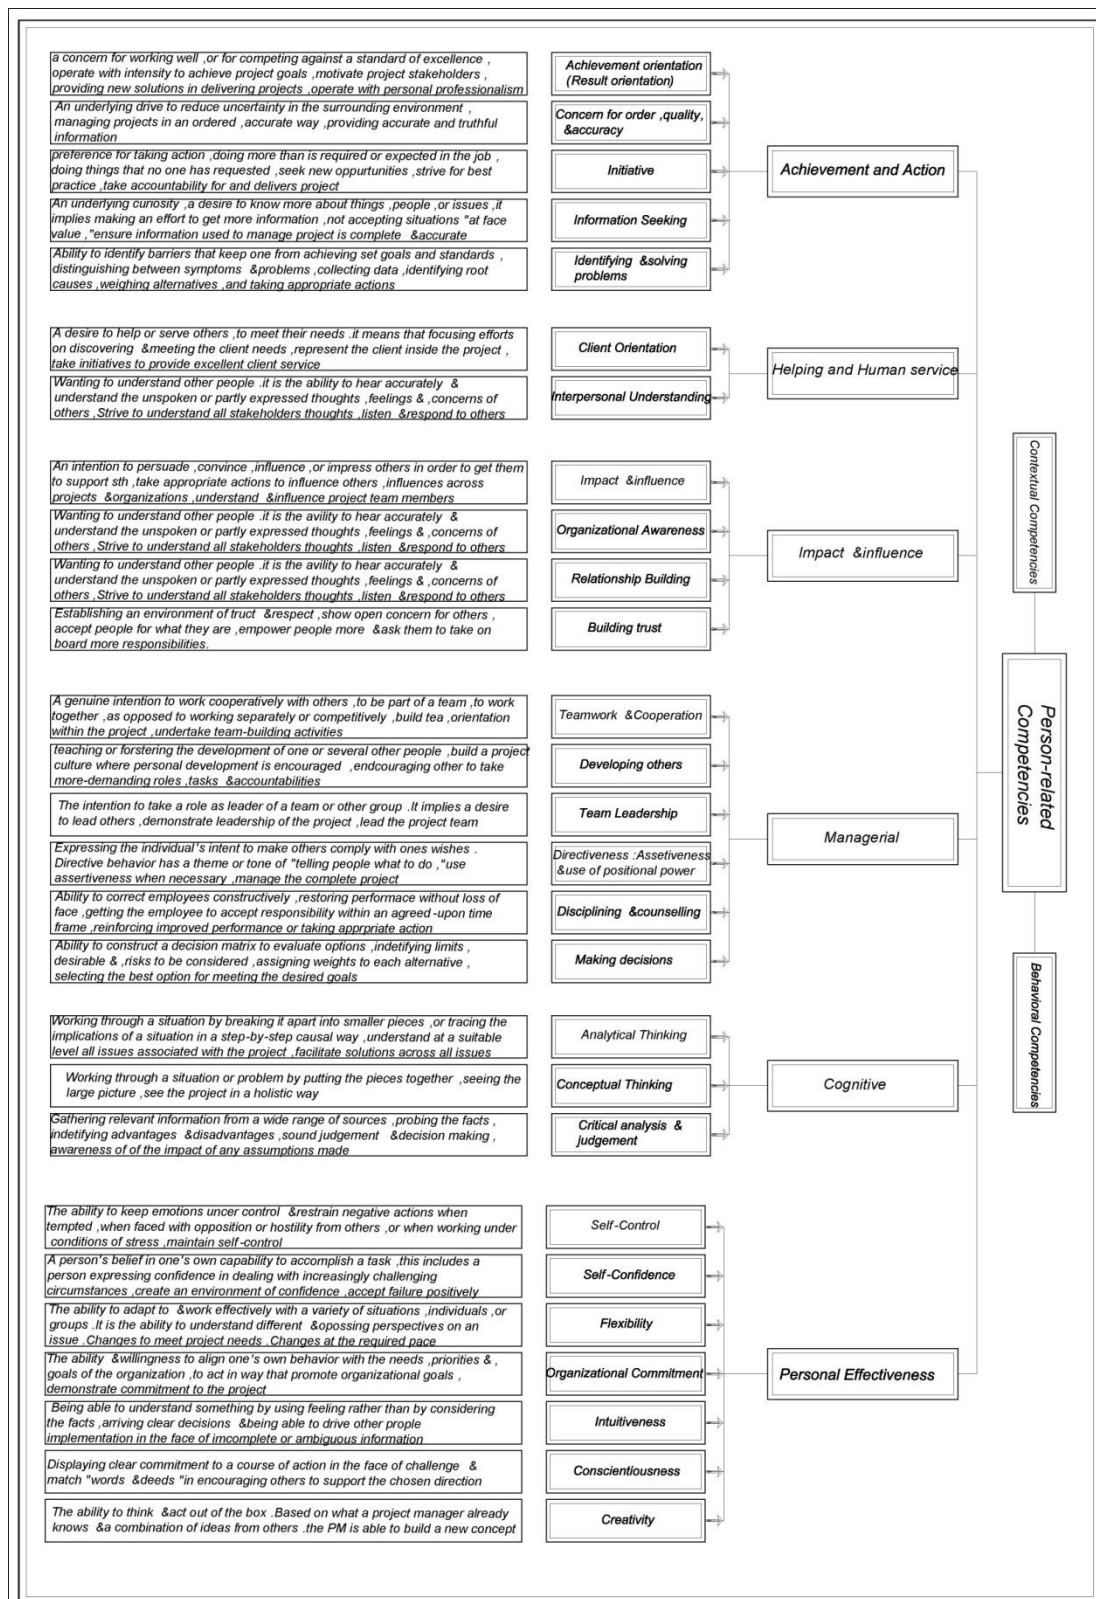 a concern for working well ,or for competing against a standard of excellence ,
operate with intensity to achieve project goals ,motivate project stakeholders ,
providing new solutions in delivering projects ,operate with personal professionalism
Achievement orientation
(Result orientation)
An underlying drive to reduce uncertainty in the surrounding environment ,
managing projects in an ordered ,accurate way ,providing accurate and truthful
information
Concern for order ,quality,
&accuracy
preference for taking action ,doing more than is required or expected in the job ,
doing things that no one has requested ,seek new oppurtunities ,strive for best
practice ,take accountability for and delivers project
Initiative
Achievement and Action
An underlying curiosity ,a desire to know more about things ,people ,or issues ,it
implies making an effort to get more information ,not accepting situations "at face
value ,"ensure information used to manage project is complete &accurate
Information Seeking
Ability to identify barriers that keep one from achieving set goals and standards ,
distinguishing between symptoms &problems ,collecting data ,identifying root
causes ,weighing alternatives ,and taking appropriate actions
Identifying &solving
problems
A desire to help or serve others ,to meet their needs .it means that focusing efforts
on discovering &meeting the client needs ,represent the client inside the project ,
take initiatives to provide excellent client service
Client Orientation
Helping and Human service
Wanting to understand other people .it is the ability to hear accurately &
understand the unspoken or partly expressed thoughts ,feelings & ,concerns of
others ,Strive to understand all stakeholders thoughts ,listen &respond to others
Interpersonal Understanding
An intention to persuade ,convince ,influence ,or impress others in order to get them
to support sth ,take appropriate actions to influence others ,influences across
projects &organizations ,understand &influence project team members
Impact &influence
Wanting to understand other people .it is the avility to hear accurately &
understand the unspoken or partly expressed thoughts ,feelings & ,concerns of
others ,Strive to understand all stakeholders thoughts ,listen &respond to others
Organizational Awareness
Impact &influence
Wanting to understand other people .it is the avility to hear accurately &
understand the unspoken or partly expressed thoughts ,feelings & ,concerns of
others ,Strive to understand all stakeholders thoughts ,listen &respond to others
Relationship Building
Establishing an environment of truct &respect ,show open concern for others ,
accept people for what they are ,empower people more &ask them to take on
board more responsibilities.
Building trust
Contextual Competencies
Person-related
Competencies
Behavioral Competencies
A genuine intention to work cooperatively with others ,to be part of a team ,to work
together ,as opposed to working separately or competitively ,build tea ,orientation
within the project ,undertake team-building activities
Teamwork &Cooperation
teaching or forstering the development of one or several other people ,build a project
culture where personal development is encouraged ,endcouraging other to take
more-demanding roles ,tasks &accountabilities
Developing others
The intention to take a role as leader of a team or other group .It implies a desire
to lead others ,demonstrate leadership of the project ,lead the project team
Team Leadership
Managerial
Expressing the individual's intent to make others comply with ones wishes .
Directive behavior has a theme or tone of "telling people what to do ,"use
assertiveness when necessary ,manage the complete project
Directiveness :Assetiveness
&use of positional power
Ability to correct employees constructively ,restoring performace without loss of
face ,getting the employee to accept responsibility within an agreed-upon time
frame ,reinforcing improved performance or taking apprpriate action
Disciplining &counselling
Ability to construct a decision matrix to evaluate options ,indetifying limits ,
desirable & ,risks to be considered ,assigning weights to each alternative ,
selecting the best option for meeting the desired goals
Making decisions
Working through a situation by breaking it apart into smaller pieces ,or tracing the
implications of a situation in a step-by-step causal way ,understand at a suitable
level all issues associated with the project ,facilitate solutions across all issues
Analytical Thinking
Working through a situation or problem by putting the pieces together ,seeing the
large picture ,see the project in a holistic way
Conceptual Thinking
Cognitive
Gathering relevant information from a wide range of sources ,probing the facts ,
indetifying advantages &disadvantages ,sound judgement &decision making ,
awareness of of the impact of any assumptions made
Critical analysis &
judgement
The ability to keep emotions uncer control &restrain negative actions when
tempted ,when faced with opposition or hostility from others ,or when working under
conditions of stress ,maintain self-control
Self-Control
A person's belief in one's own capability to accomplish a task ,this includes a
person expressing confidence in dealing with increasingly challenging
circumstances ,create an environment of confidence ,accept failure positively
Self-Confidence
The ability to adapt to &work effectively with a variety of situations ,individuals ,or
groups .It is the ability to understand different &opossing perspectives on an
issue .Changes to meet project needs .Changes at the required pace
Flexibility
The ability &willingness to align one's own behavior with the needs ,priorities & ,
goals of the organization ,to act in way that promote organizational goals ,
demonstrate commitment to the project
Organizational Commitment
Personal Effectiveness
Being able to understand something by using feeling rather than by considering
the facts ,arriving clear decisions &being able to drive other prople
implementation in the face of imcomplete or ambiguous information
Intuitiveness
Displaying clear commitment to a course of action in the face of challenge &
match "words &deeds "in encouraging others to support the chosen direction
Conscientiousness
The ability to think &act out of the box .Based on what a project manager already
knows &a combination of ideas from others .the PM is able to build a new concept
Creativity